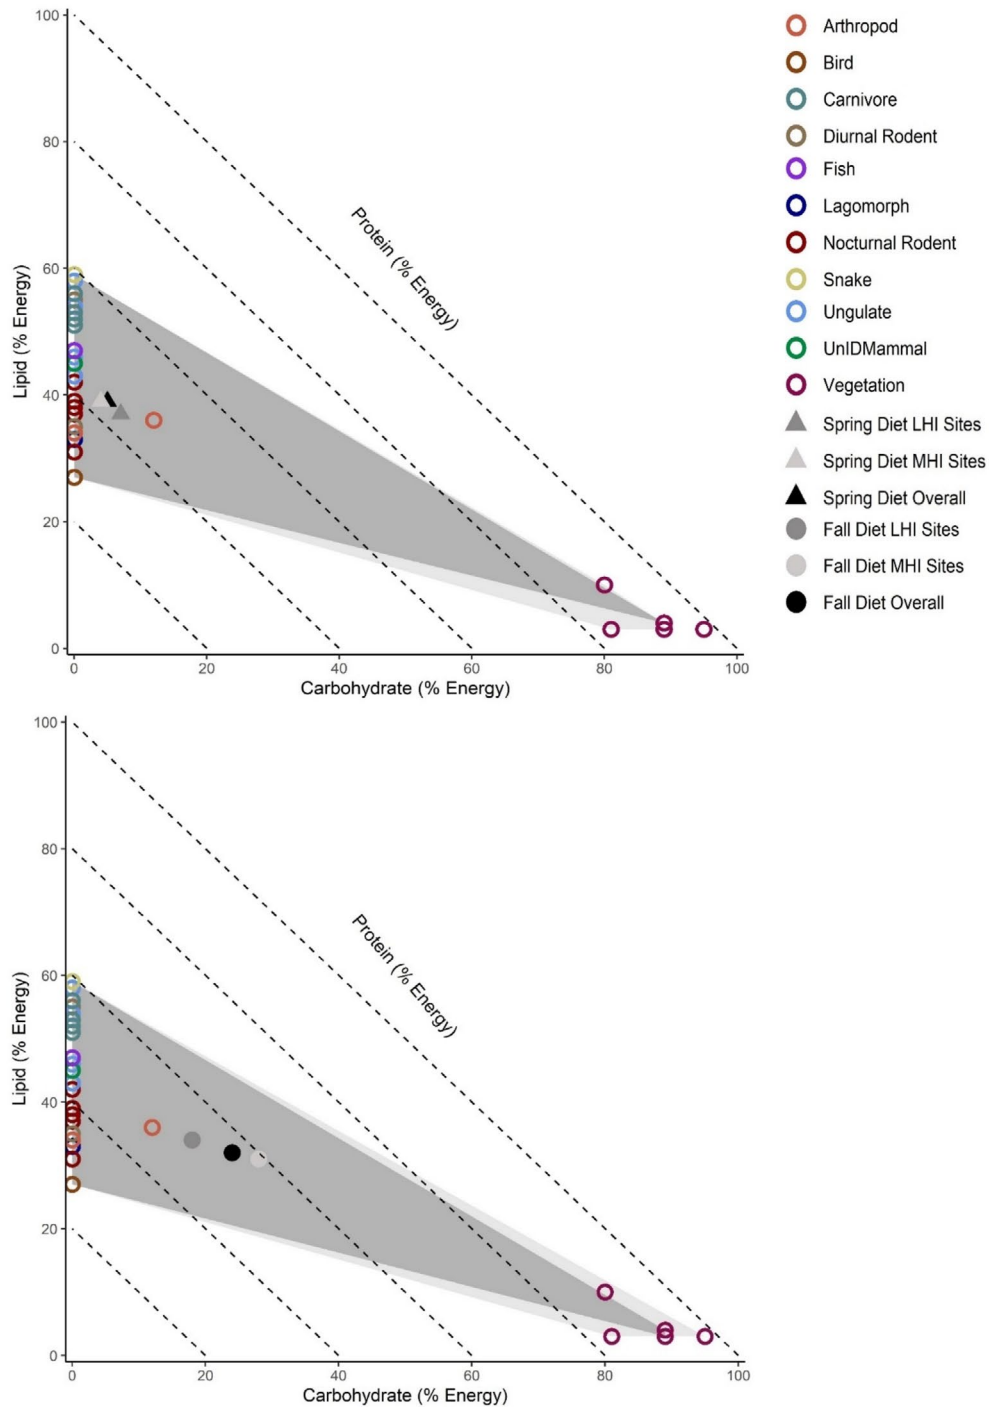 100
80
60
40
20
0
Lipid (% Energy)
Protein (% Energy)
0 20 40 60 80 100
Carbohydrate (% Energy)
Arthropod
Bird
Carnivore
Diurnal Rodent
Fish
Lagomorph
Nocturnal Rodent
Snake
Ungulate
UnIDMammal
Vegetation
Spring Diet LHI Sites
Spring Diet MHI Sites
Spring Diet Overall
Fall Diet LHI Sites
Fall Diet MHI Sites
Fall Diet Overall
100
80
60
40
20
0
Lipid (% Energy)
Protein (% Energy)
0 20 40 60 80 100
Carbohydrate (% Energy)